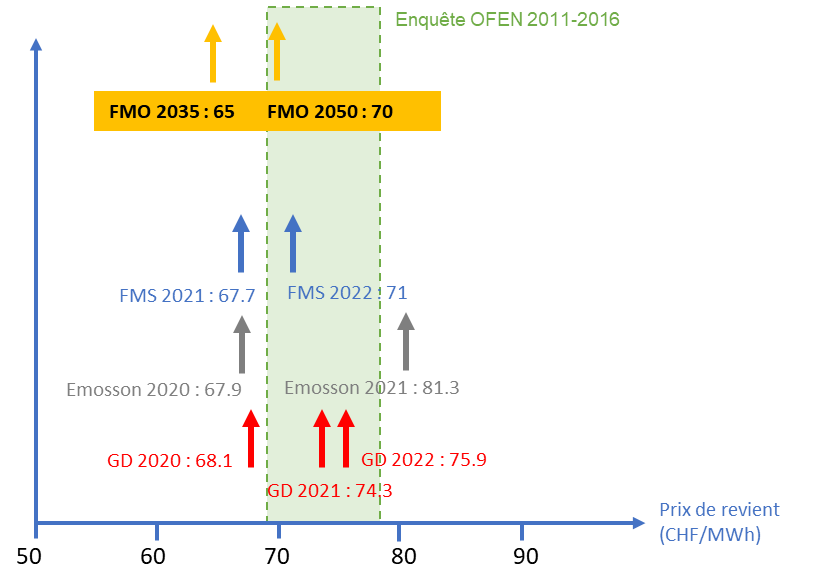 Enquête OFEN 2011-2016
FMO 2035 : 65
FMO 2050 : 70
FMS 2021 : 67.7
FMS 2022 : 71
Emosson 2020 : 67.9
Emosson 2021 : 81.3
GD 2020 : 68.1
GD 2022 : 75.9
GD 2021 : 74.3
Prix de revient
(CHF/MWh)
50
60
70
80
90